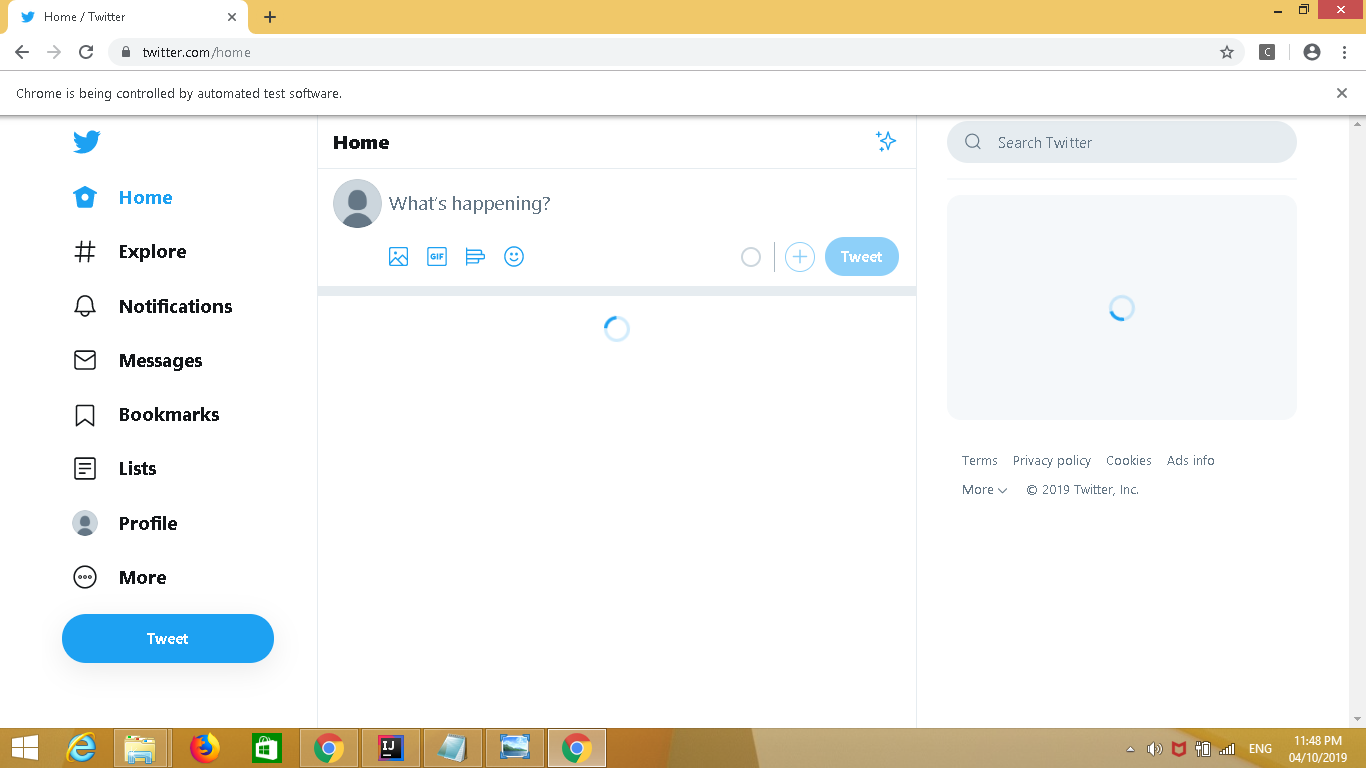 Home / Twitter
twitter.com/home
C
Chrome is being controlled by automated test software.
Home
Explore
Notifications
Messages
Bookmarks
Lists
Profile
More
Tweet
Home
What's happening?
GIF
Tweet
Search Twitter
Terms Privacy policy Cookies Ads info
More © 2019 Twitter, Inc.
IJ
ENG
11:48 PM
04/10/2019